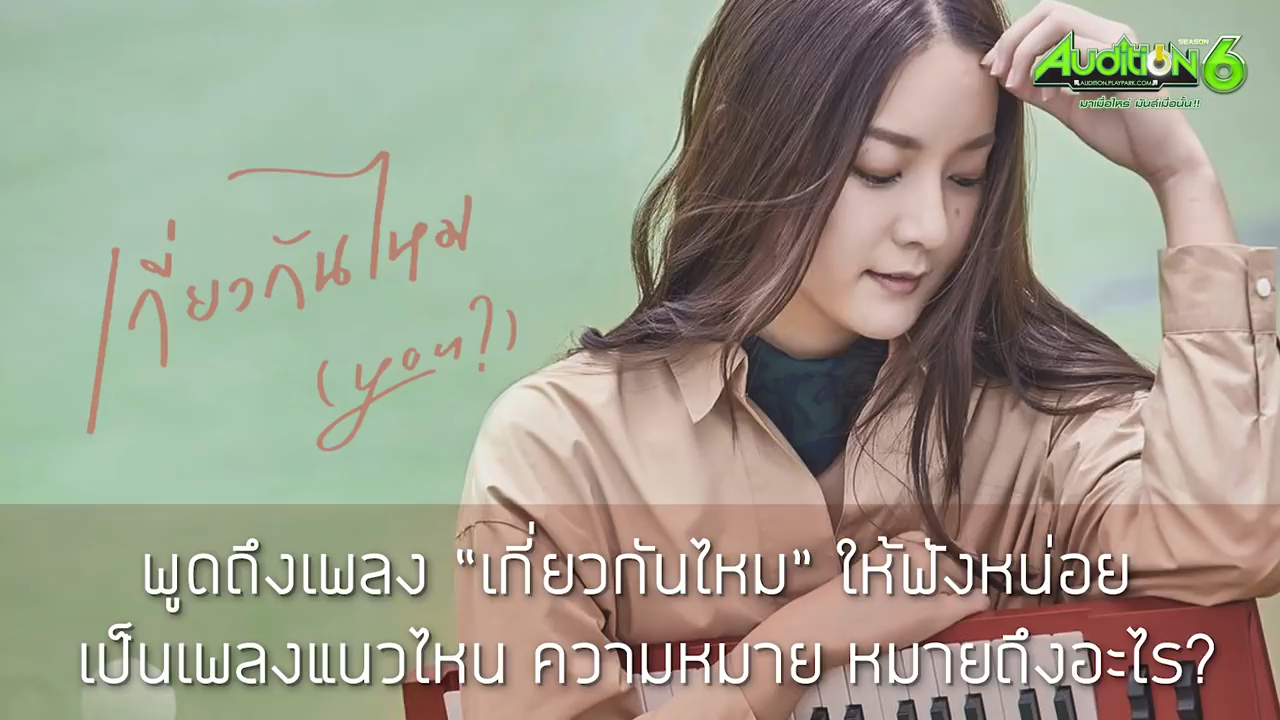 AUDITION SEASON 6
AUDITION.PLAYPARK.COM
มาเมื่อไหร่ มันส์เมื่อนั้น!!
เกี่ยวกันไหม
(you?)
พูดถึงเพลง “เกี่ยวกันไหม” ให้ฟังหน่อย
เป็นเพลงแนวไหน ความหมาย หมายถึงอะไร?